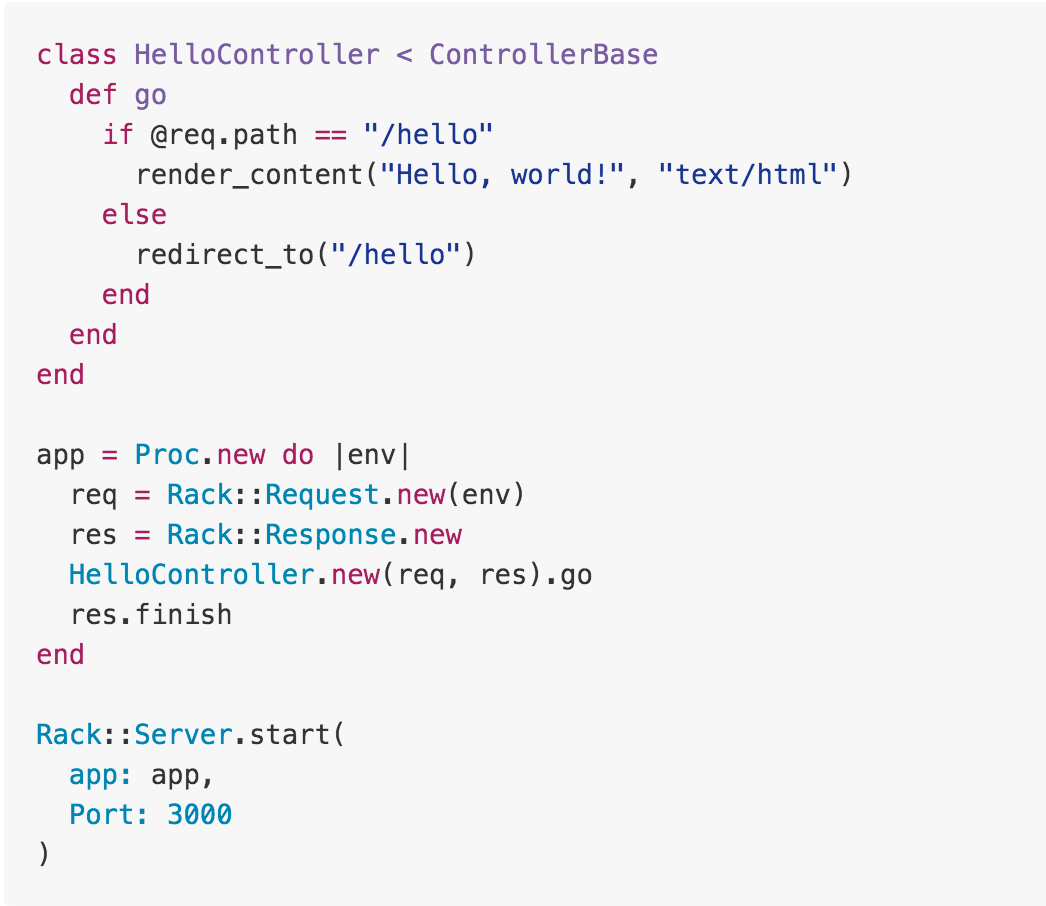 class HelloController < ControllerBase
  def go
    if @req.path == "/hello"
      render_content("Hello, world!", "text/html")
    else
      redirect_to("/hello")
    end
  end
end

app = Proc.new do |env|
  req = Rack::Request.new(env)
  res = Rack::Response.new
  HelloController.new(req, res).go
  res.finish
end

Rack::Server.start(
  app: app,
  Port: 3000
)